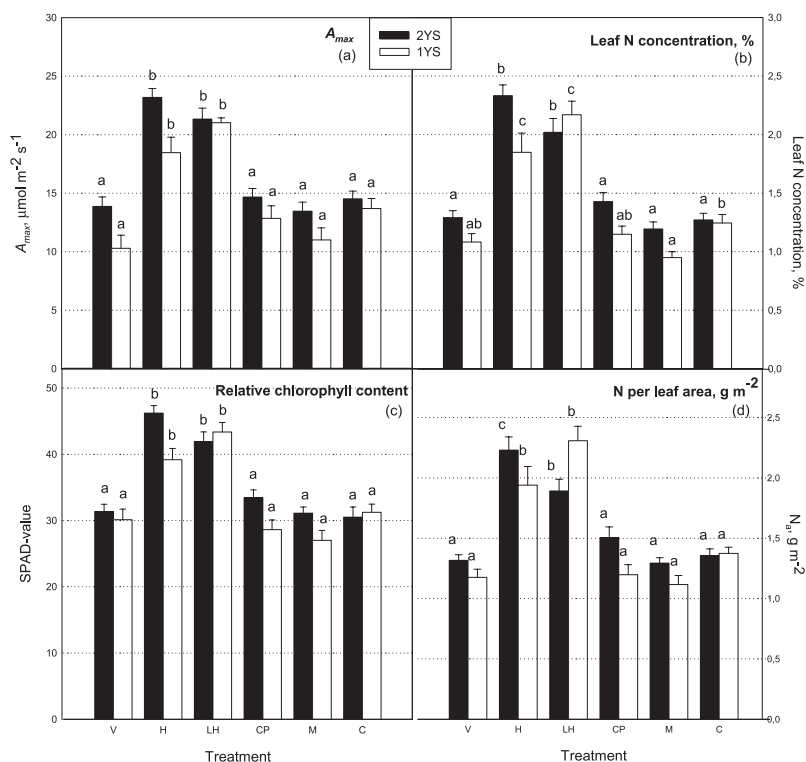 A_max
2YS
1YS
(a)
Leaf N concentration, %
(b)
30
25
20
15
10
5
0
A_max, µmol m⁻² s⁻¹
b
b
b
b
a
a
a
a
a
a
a
a
c
c
b
c
a
ab
a
ab
a
a
a
b
3,0
2,5
2,0
1,5
1,0
0,5
0,0
Leaf N concentration, %
Relative chlorophyll content
(c)
N per leaf area, g m⁻²
(d)
50
40
30
20
10
0
SPAD-value
b
b
b
b
a
a
a
a
a
a
a
a
c
b
b
b
a
a
a
a
a
a
a
a
2,5
2,0
1,5
1,0
0,5
0,0
Nₐ, g m⁻²
V H LH CP M C
V H LH CP M C
Treatment
Treatment